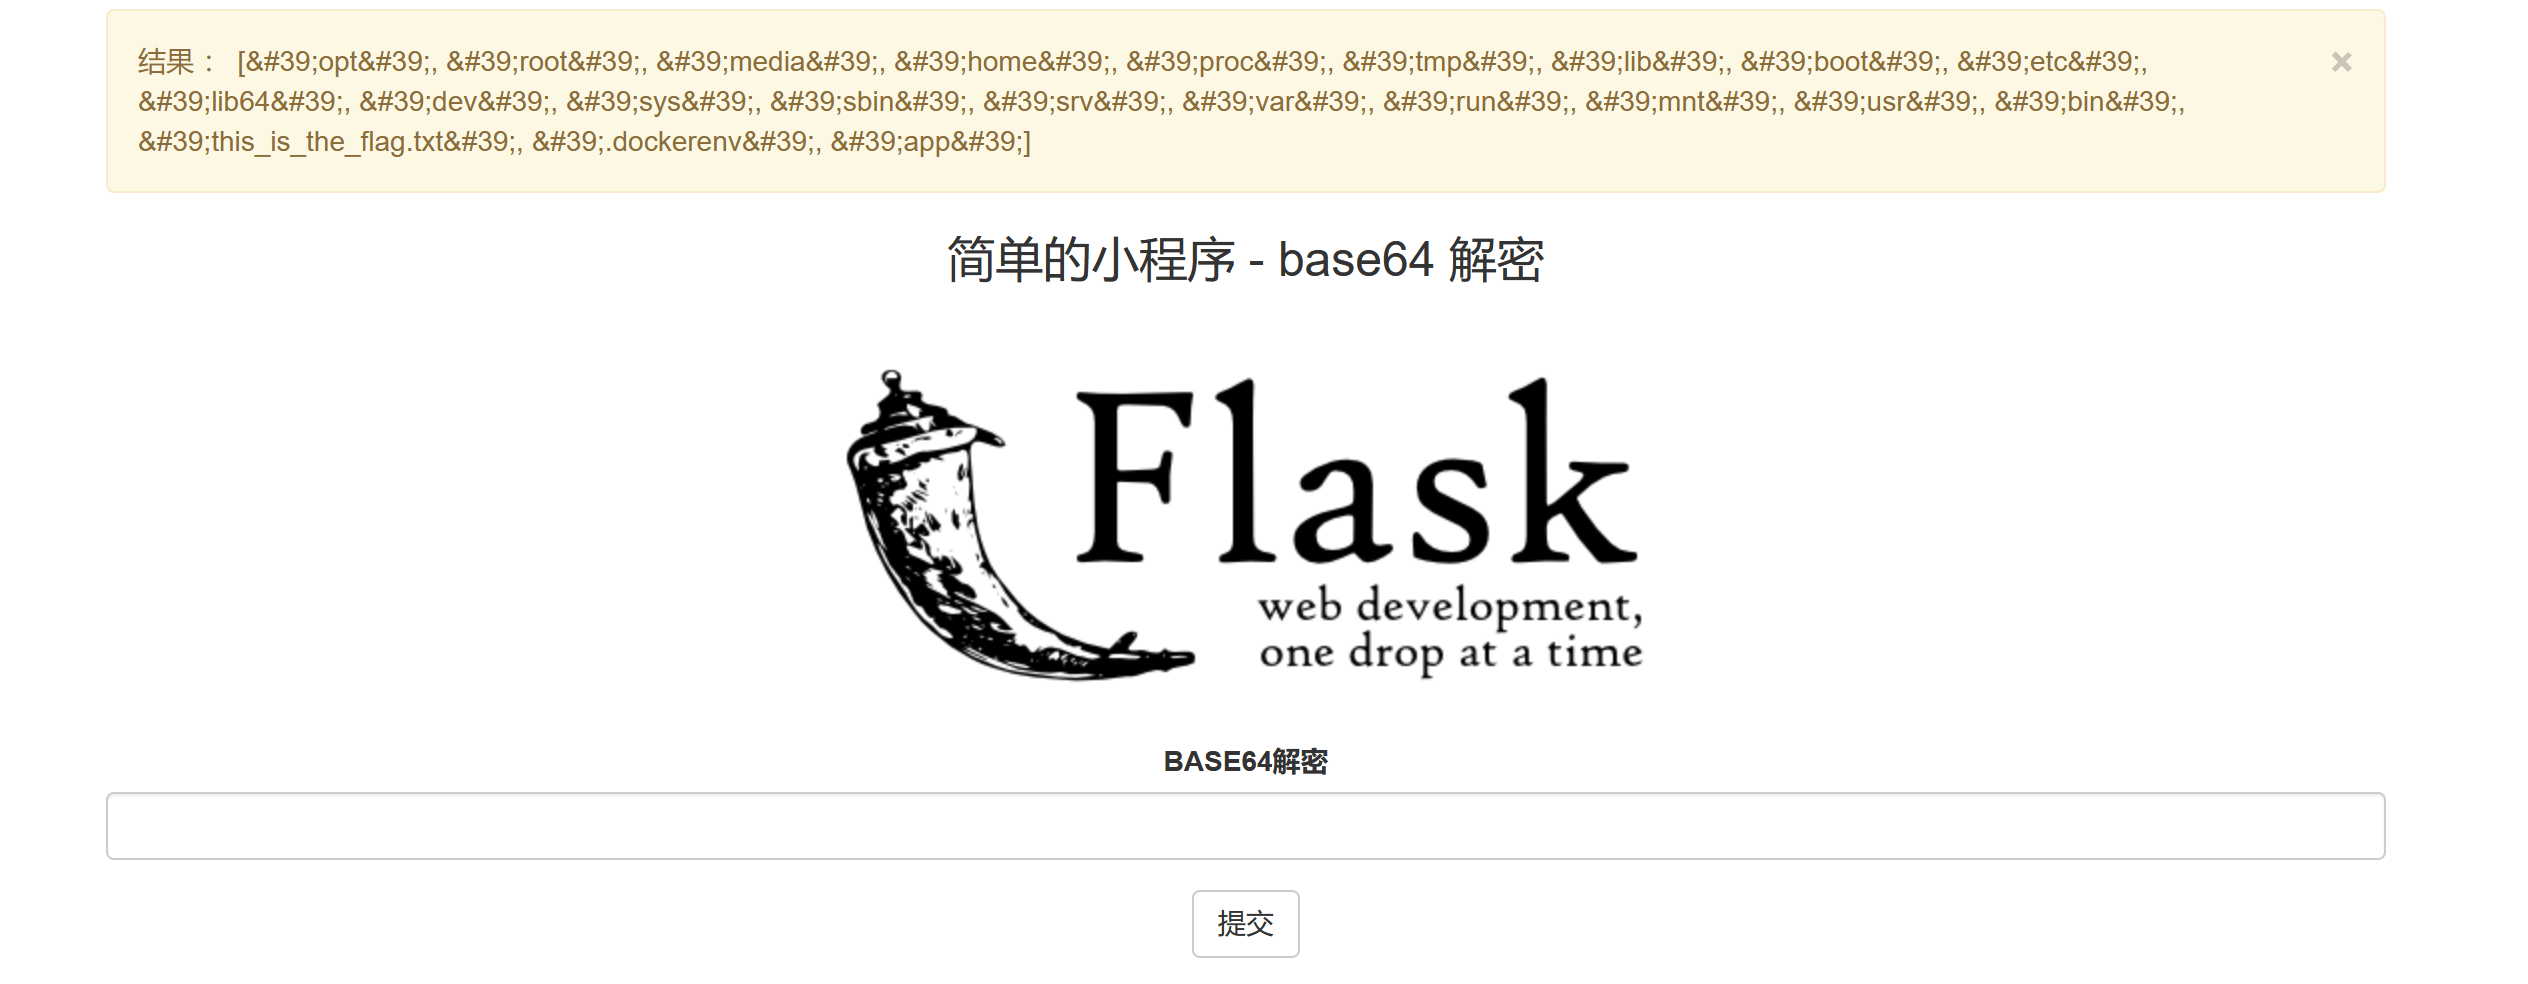 结果 ： [&#39;opt&#39;, &#39;root&#39;, &#39;media&#39;, &#39;home&#39;, &#39;proc&#39;, &#39;tmp&#39;, &#39;lib&#39;, &#39;boot&#39;, &#39;etc&#39;,
&#39;lib64&#39;, &#39;dev&#39;, &#39;sys&#39;, &#39;sbin&#39;, &#39;srv&#39;, &#39;var&#39;, &#39;run&#39;, &#39;mnt&#39;, &#39;usr&#39;, &#39;bin&#39;,
&#39;this_is_the_flag.txt&#39;, &#39;.dockerenv&#39;, &#39;app&#39;]
×
简单的小程序 - base64 解密
Flask
web development,
one drop at a time
BASE64解密
提交